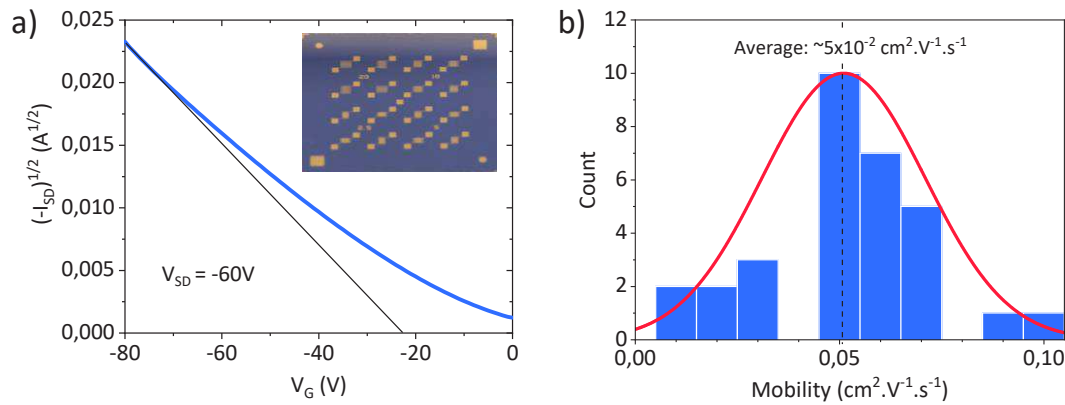 a)
(-I_SD)^1/2 (A^1/2)
0,025
0,020
0,015
0,010
0,005
0,000
V_SD = -60V
-80
-60
-40
-20
0
V_G (V)
b)
Average: ~5x10^-2 cm^2.V^-1.s^-1
Count
12
10
8
6
4
2
0
0,00
0,05
0,10
Mobility (cm^2.V^-1.s^-1)